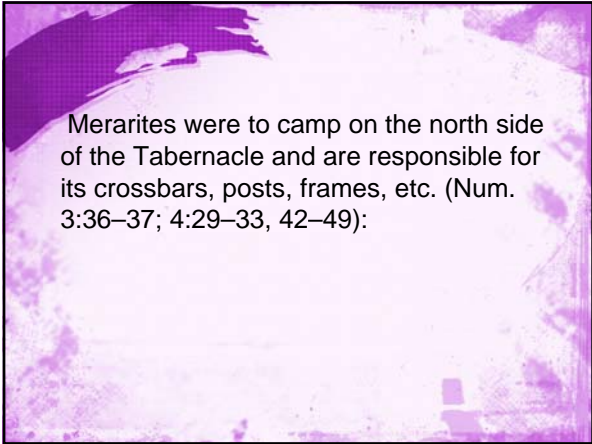 Merarites were to camp on the north side
of the Tabernacle and are responsible for
its crossbars, posts, frames, etc. (Num.
3:36–37; 4:29–33, 42–49):